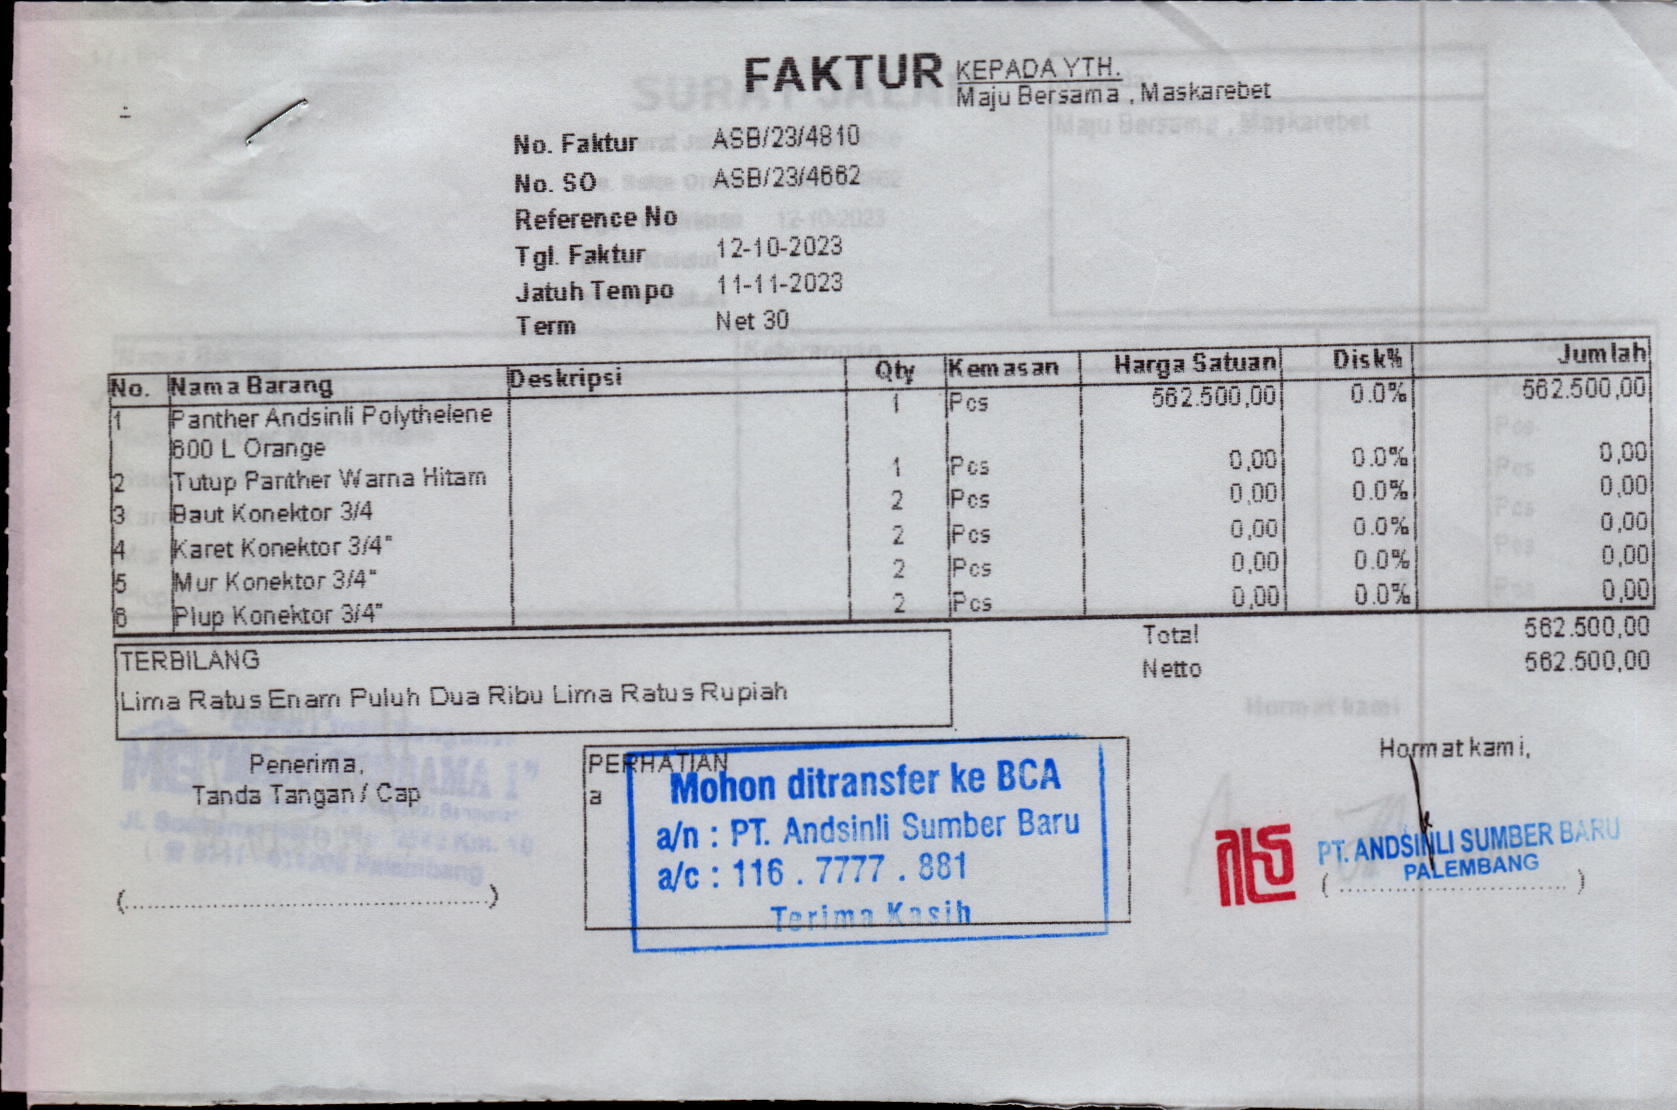 FAKTUR
KEPADA YTH.
Maju Bersama , Maskarebet
No. Faktur ASB/23/4810
No. SO ASB/23/4662
Reference No
Tgl. Faktur 12-10-2023
Jatuh Tempo 11-11-2023
Term Net 30
No. Nama Barang Deskripsi Qty Kemasan Harga Satuan Disk% Jumlah
1 Panther Andsinli Polythelene 1 Pcs 562.500,00 0.0% 562.500,00
600 L Orange
2 Tutup Panther Warna Hitam 1 Pcs 0,00 0.0% 0,00
3 Baut Konektor 3/4 2 Pcs 0,00 0.0% 0,00
4 Karet Konektor 3/4" 2 Pcs 0,00 0.0% 0,00
5 Mur Konektor 3/4" 2 Pcs 0,00 0.0% 0,00
6 Plup Konektor 3/4" 2 Pcs 0,00 0.0% 0,00
Total 562.500,00
Netto 562.500,00
TERBILANG
Lima Ratus Enam Puluh Dua Ribu Lima Ratus Rupiah
Penerima,
Tanda Tangan / Cap
(................................................)
PERHATIAN
a
Mohon ditransfer ke BCA
a/n : PT. Andsinli Sumber Baru
a/c : 116 . 7777 . 881
Terima Kasih
Hormat kami,
PT. ANDSINLI SUMBER BARU
PALEMBANG
(................................)